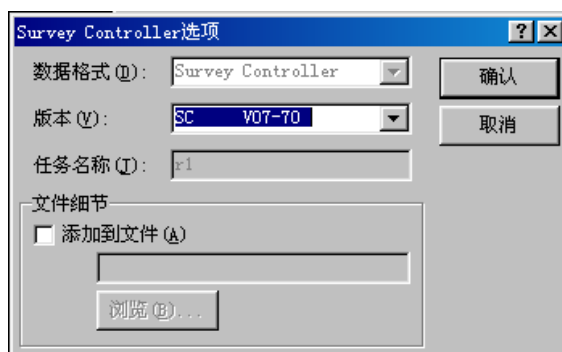 Survey Controller选项
数据格式(D): Survey Controller
确认
版本(V): SC V07-70
取消
任务名称(T): r1
文件细节
添加到文件(A)
浏览(B)...